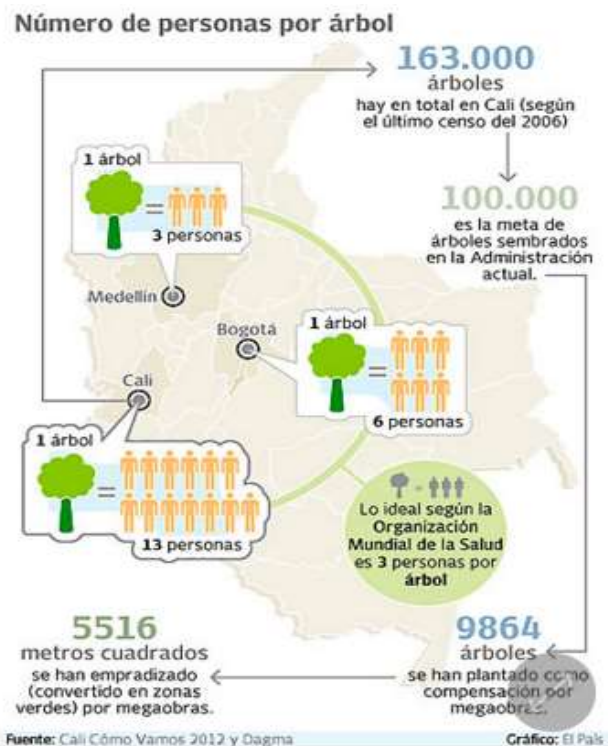 Número de personas por árbol
163.000
árboles
hay en total en Cali (según
el último censo del 2006)
100.000
es la meta de
árboles sembrados
en la Administración
actual.
1 árbol
=
3 personas
Medellín
Bogotá
1 árbol
=
6 personas
Cali
1 árbol
=
13 personas
Lo ideal según la
Organización
Mundial de la Salud
es 3 personas por
árbol
9864
árboles
se han plantado como
compensación por
megaobras.
5516
metros cuadrados
se han empradizado
(convertido en zonas
verdes) por megaobras.
Fuente: Cali Cómo Vamos 2012 y Dagma
Gráfico: El País